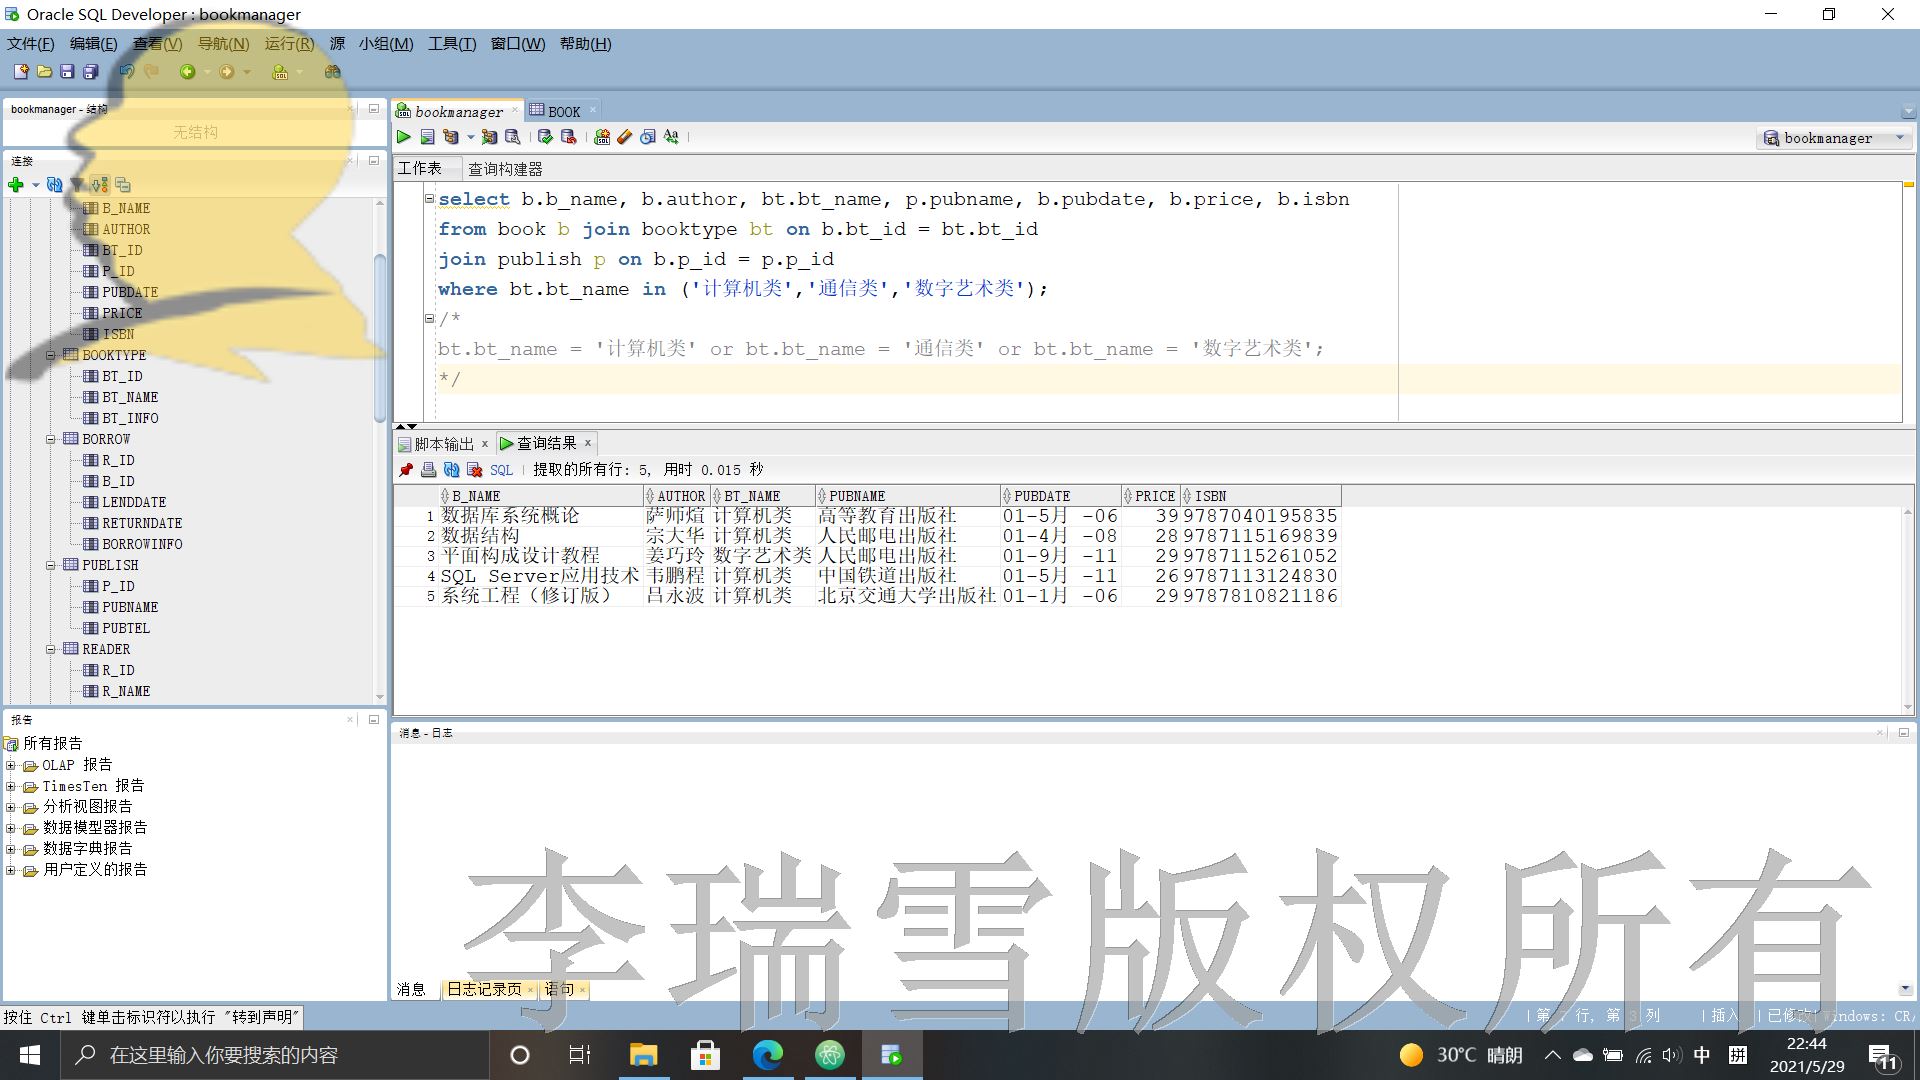 Oracle SQL Developer : bookmanager
文件(F) 编辑(E) 查看(V) 导航(N) 运行(R) 源 小组(M) 工具(T) 窗口(W) 帮助(H)
bookmanager - 结构
无结构
连接
B_NAME
AUTHOR
BT_ID
P_ID
PUBDATE
PRICE
ISBN
BOOKTYPE
BT_ID
BT_NAME
BT_INFO
BORROW
R_ID
B_ID
LENDDATE
RETURNDATE
BORROWINFO
PUBLISH
P_ID
PUBNAME
PUBTEL
READER
R_ID
R_NAME
报告
所有报告
OLAP 报告
TimesTen 报告
分析视图报告
数据模型器报告
数据字典报告
用户定义的报告
bookmanager BOOK
bookmanager
工作表 查询构建器
select b.b_name, b.author, bt.bt_name, p.pubname, b.pubdate, b.price, b.isbn
from book b join booktype bt on b.bt_id = bt.bt_id
join publish p on b.p_id = p.p_id
where bt.bt_name in ('计算机类','通信类','数字艺术类');
/*
bt.bt_name = '计算机类' or bt.bt_name = '通信类' or bt.bt_name = '数字艺术类';
*/
脚本输出 查询结果
SQL 提取的所有行: 5, 用时 0.015 秒
B_NAME AUTHOR BT_NAME PUBNAME PUBDATE PRICE ISBN
1 数据库系统概论 萨师煊 计算机类 高等教育出版社 01-5月 -06 39 9787040195835
2 数据结构 宗大华 计算机类 人民邮电出版社 01-4月 -08 28 9787115169839
3 平面构成设计教程 姜巧玲 数字艺术类 人民邮电出版社 01-9月 -11 29 9787115261052
4 SQL Server应用技术 韦鹏程 计算机类 中国铁道出版社 01-5月 -11 26 9787113124830
5 系统工程（修订版） 吕永波 计算机类 北京交通大学出版社 01-1月 -06 29 9787810821186
消息 - 日志
李瑞雪版权所有
消息 日志记录页 语句
按住 Ctrl 键单击标识符以执行 "转到声明"
第 7 行, 第 3 列 插入 已修改 Windows: CR/
在这里输入你要搜索的内容
30℃ 晴朗
中 拼
22:44
2021/5/29
11